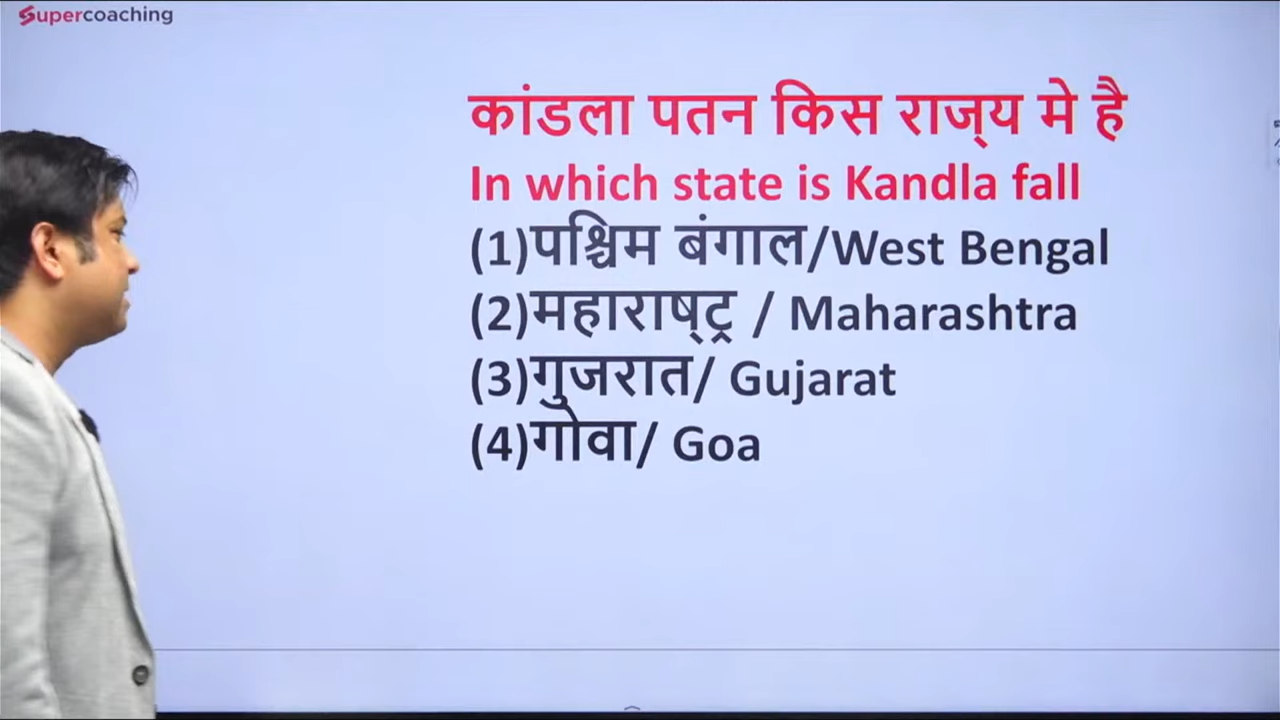 Supercoaching
कांडला पतन किस राज्य मे है
In which state is Kandla fall
(1)पश्चिम बंगाल/West Bengal
(2)महाराष्ट्र / Maharashtra
(3)गुजरात/ Gujarat
(4)गोवा/ Goa